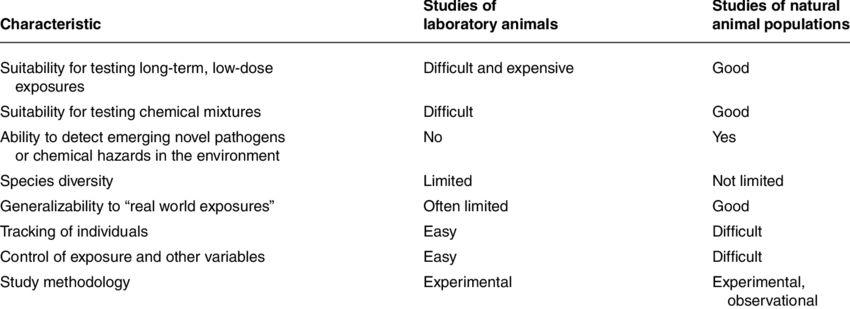 Characteristic Studies of laboratory animals Studies of natural animal populations
Suitability for testing long-term, low-dose exposures Difficult and expensive Good
Suitability for testing chemical mixtures Difficult Good
Ability to detect emerging novel pathogens or chemical hazards in the environment No Yes
Species diversity Limited Not limited
Generalizability to “real world exposures” Often limited Good
Tracking of individuals Easy Difficult
Control of exposure and other variables Easy Difficult
Study methodology Experimental Experimental, observational